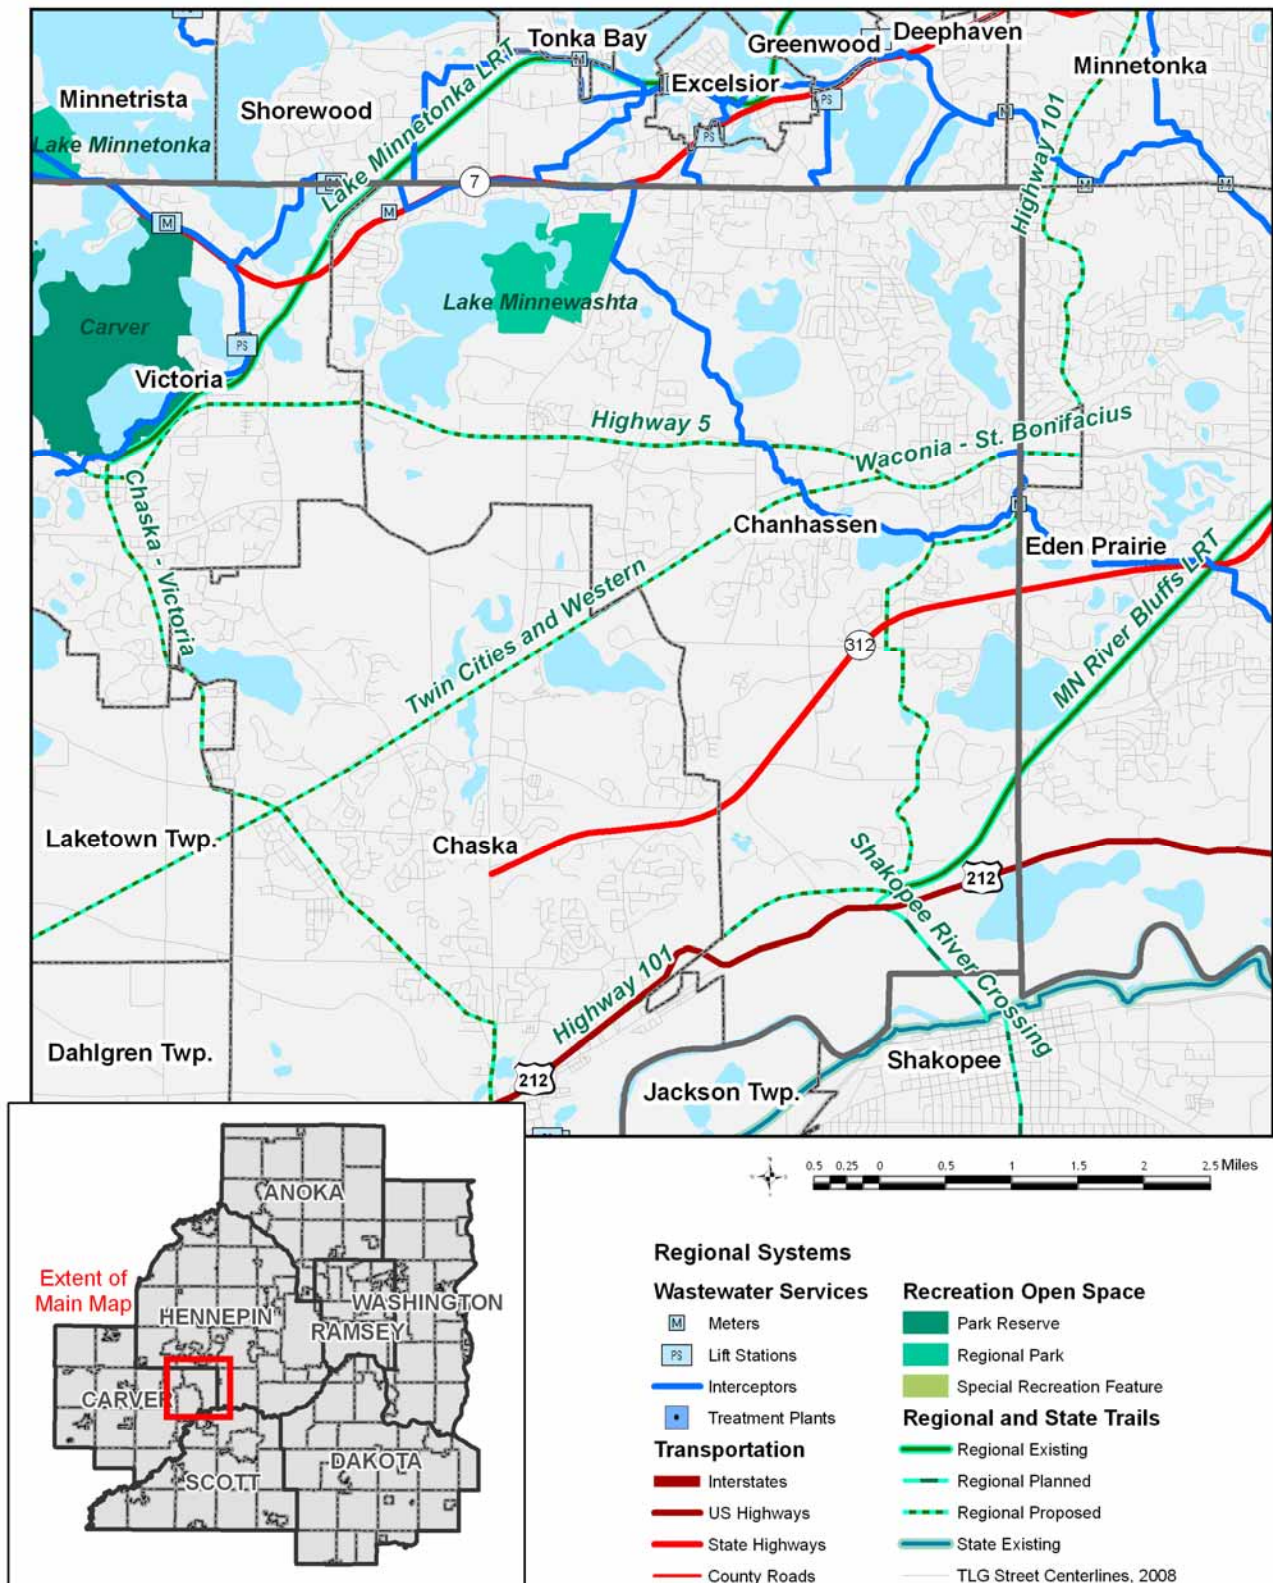 Tonka Bay
Greenwood
Deephaven
Minnetrista
Shorewood
Lake Minnetonka LRT
M
Excelsior
PS
Minnetonka
Lake Minnetonka
PS
M
Highway 101
M
7
M
M
M
M
Lake Minnewashta
Carver
PS
Victoria
Highway 5
Waconia - St. Bonifacius
Chaska - Victoria
Chanhassen
M
Eden Prairie
Twin Cities and Western
312
MN River Bluffs LRT
Laketown Twp.
Chaska
Shakopee River Crossing
212
Highway 101
Dahlgren Twp.
212
Jackson Twp.
Shakopee
0.5 0.25 0 0.5 1 1.5 2 2.5 Miles
ANOKA
Extent of
Main Map
HENNEPIN
WASHINGTON
RAMSEY
CARVER
SCOTT
DAKOTA
Regional Systems
Wastewater Services
M Meters
PS Lift Stations
Interceptors
Treatment Plants
Transportation
Interstates
US Highways
State Highways
County Roads
Recreation Open Space
Park Reserve
Regional Park
Special Recreation Feature
Regional and State Trails
Regional Existing
Regional Planned
Regional Proposed
State Existing
TLG Street Centerlines, 2008